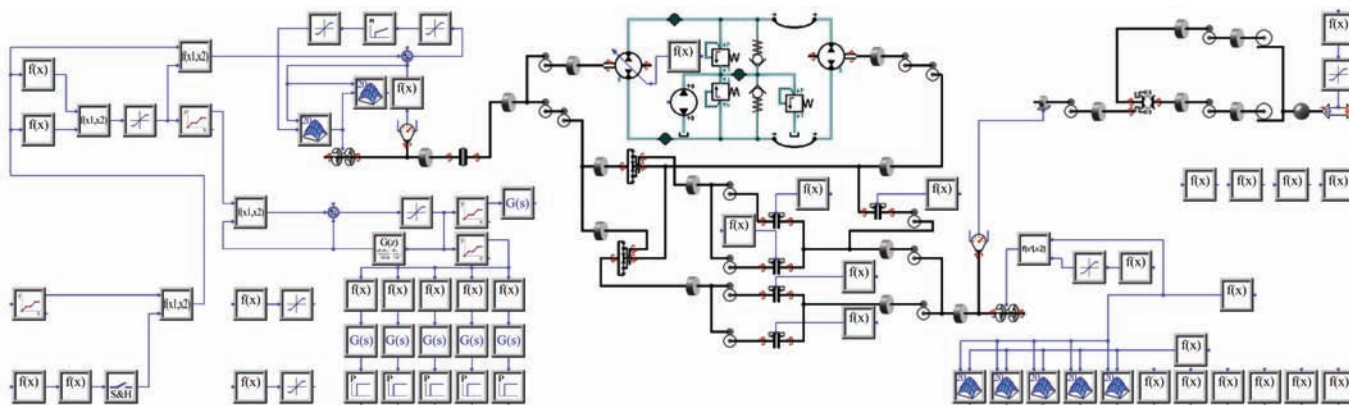 f(x)
f(x1,x2)
f(x)
f(x)
f(x)
f(x)
f(x1,x2)
f(x)
f(x) f(x) f(x) f(x)
f(x)
f(x)
G(s)
f(x1,x2)
f(x)
G(z)
f(x1,x2)
f(x)
f(x)
f(x) f(x) f(x) f(x) f(x)
f(x)
f(x1,x2)
f(x)
f(x)
G(s) G(s) G(s) G(s) G(s)
f(x)
f(x) f(x)
S&H
f(x)
P P P P P
f(x) f(x) f(x) f(x) f(x) f(x)